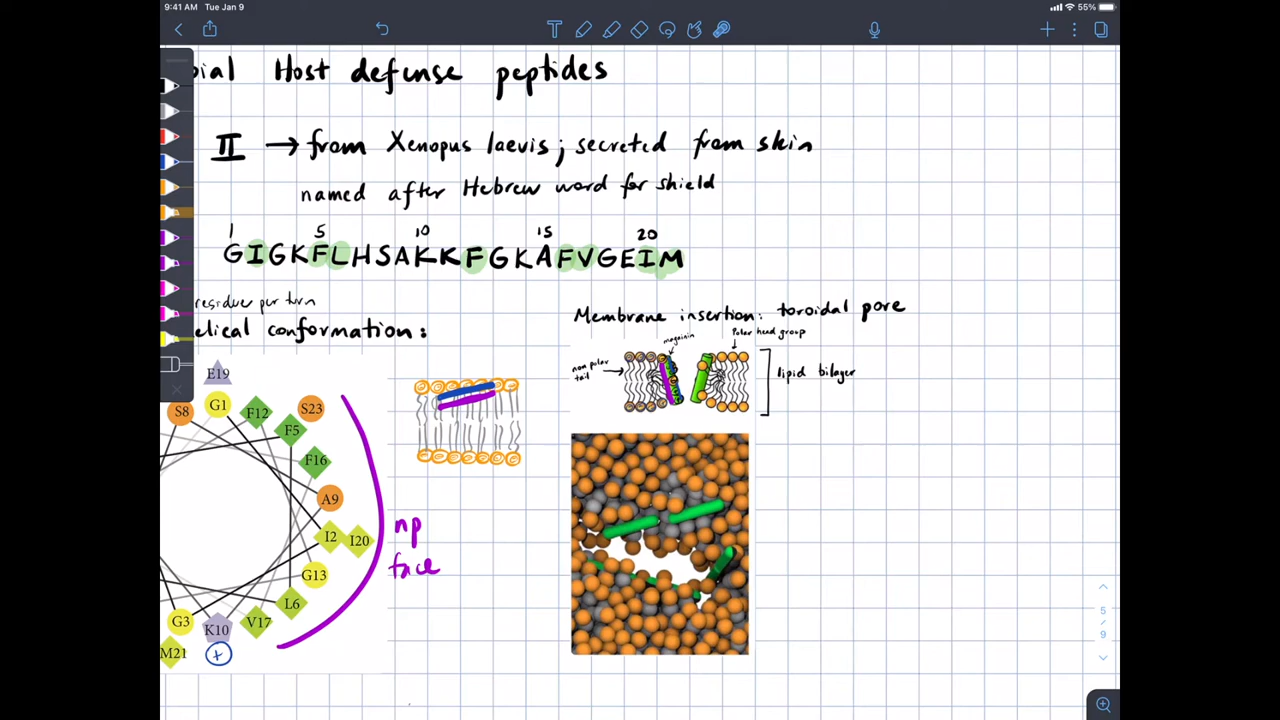 9:41 AM Tue Jan 9
55%
Host defense peptides
II → from Xenopus laevis; secreted from skin
named after Hebrew word for shield
1 5 10 15 20
GIGKFLHSAKKFGKAFVGEIM
residue per turn
elical conformation:
Membrane insertion: toroidal pore
magainin
Polar head group
non polar
tail
lipid bilayer
E19
S8 G1 F12 S23
F5
F16
A9
I2 I20
np
face
G13
L6
G3 K10 V17
M21 +
5
/
9